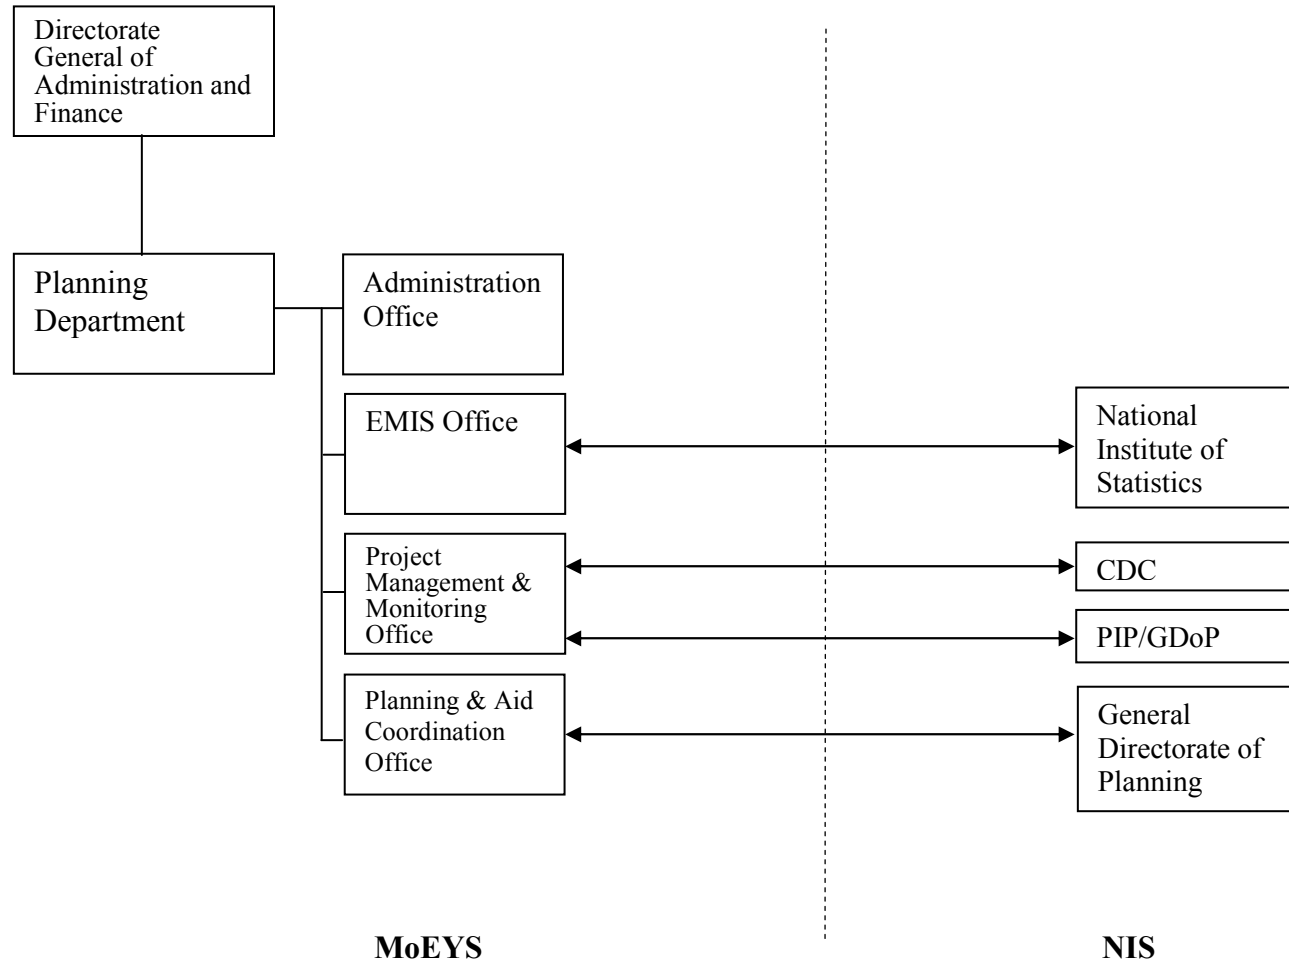 Directorate
General of
Administration and
Finance
Planning
Department
Administration
Office
EMIS Office
National
Institute of
Statistics
Project
Management &
Monitoring
Office
CDC
PIP/GDoP
Planning & Aid
Coordination
Office
General
Directorate of
Planning
MoEYS
NIS